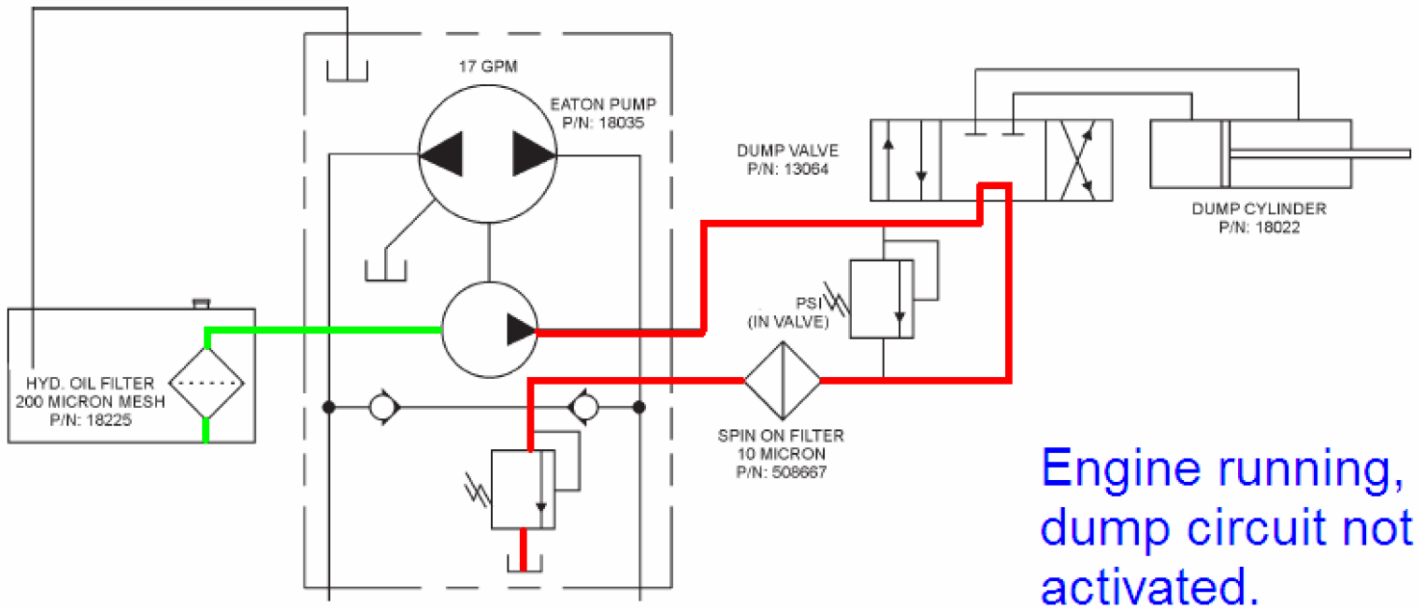 17 GPM
EATON PUMP
P/N: 18035
DUMP VALVE
P/N: 13064
DUMP CYLINDER
P/N: 18022
PSI
(IN VALVE)
HYD. OIL FILTER
200 MICRON MESH
P/N: 18225
SPIN ON FILTER
10 MICRON
P/N: 508667
Engine running,
dump circuit not
activated.